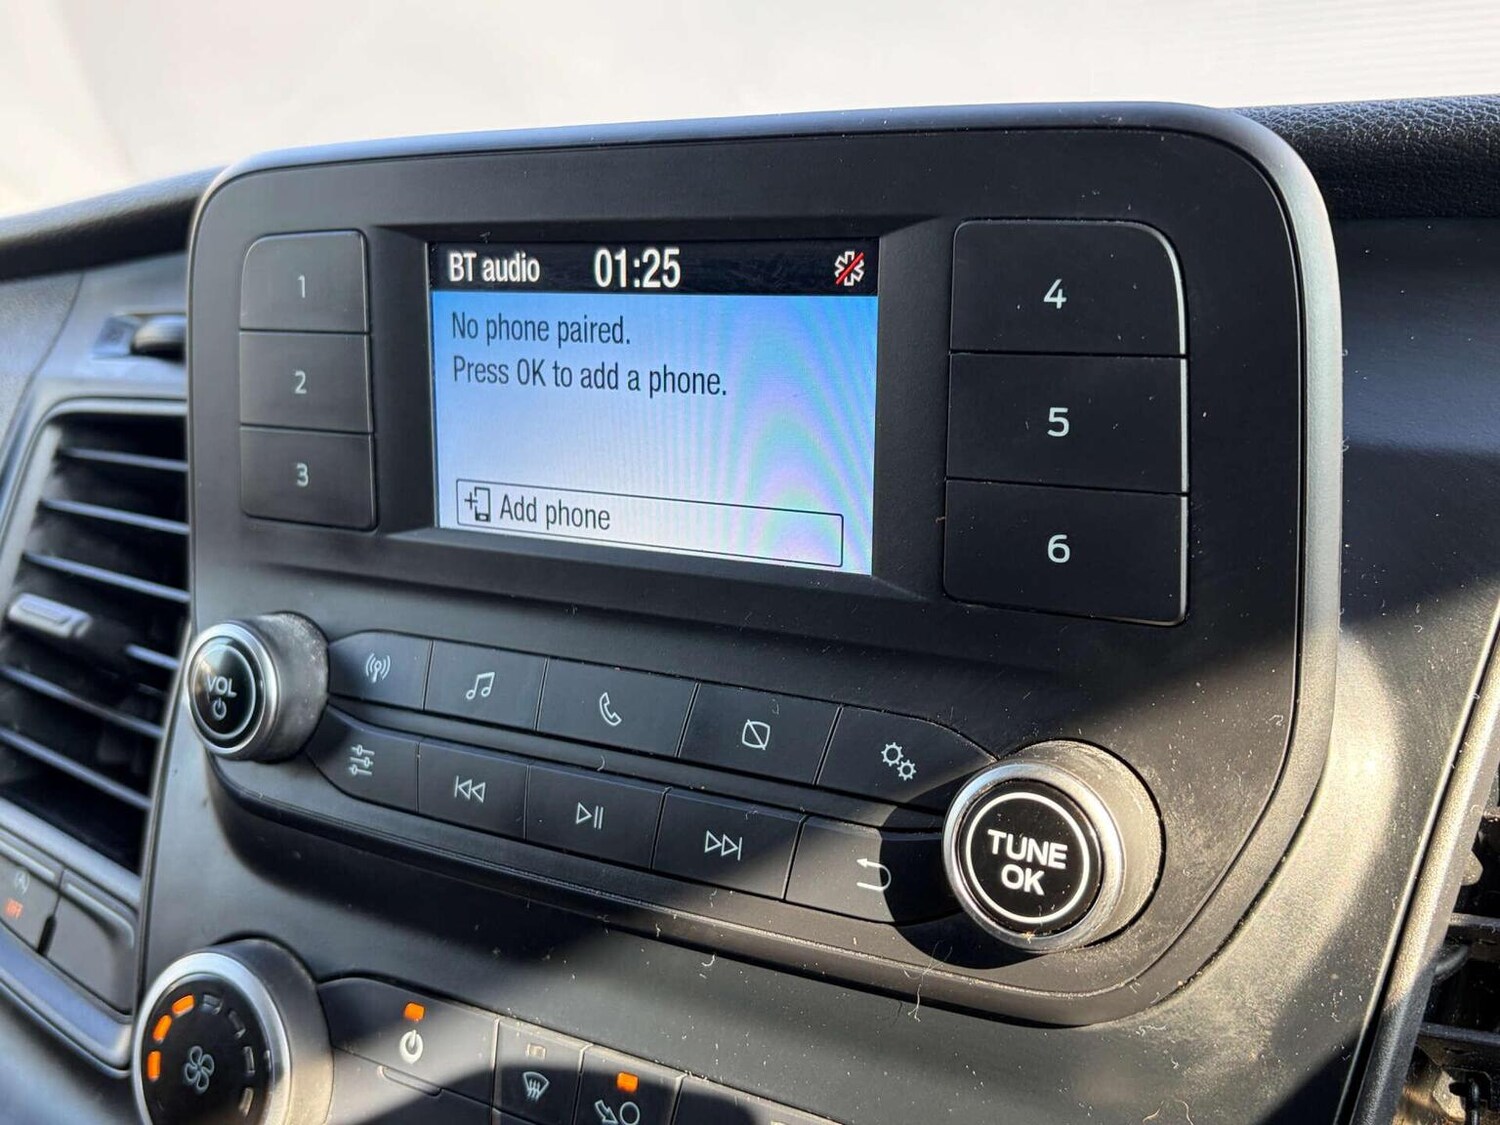 BT audio 01:25
No phone paired.
Press OK to add a phone.
Add phone
1
2
3
4
5
6
VOL
TUNE
OK
OFF